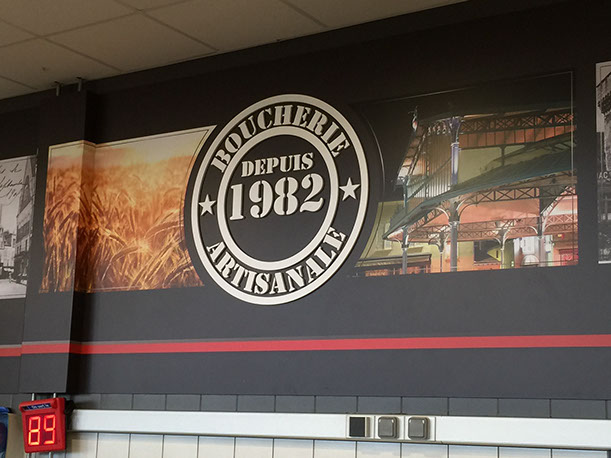 BOUCHERIE
DEPUIS
1982
ARTISANALE
89